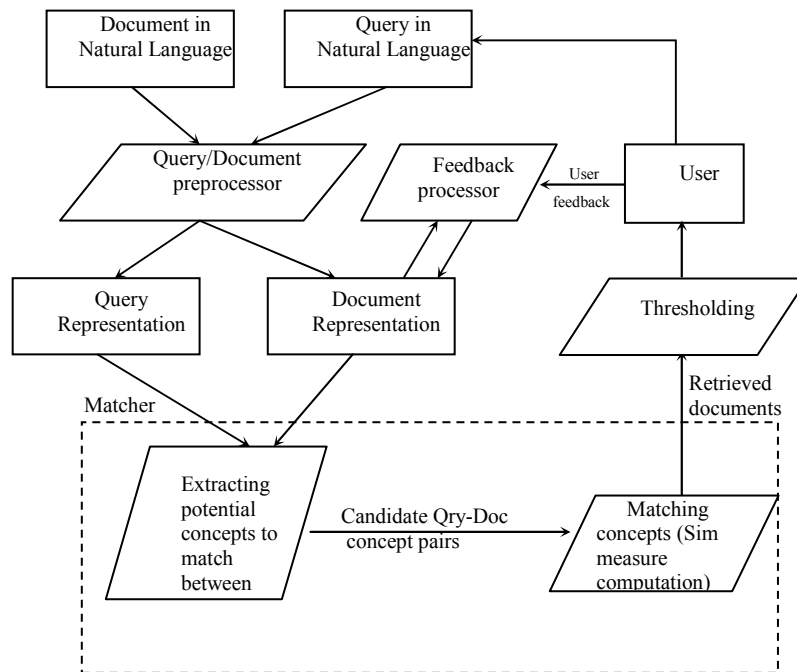 Document in
Natural Language
Query in
Natural Language
Query/Document
preprocessor
Feedback
processor
User
feedback
User
Query
Representation
Document
Representation
Thresholding
Matcher
Retrieved
documents
Extracting
potential
concepts to
match
between
Candidate Qry-Doc
concept pairs
Matching
concepts (Sim
measure
computation)